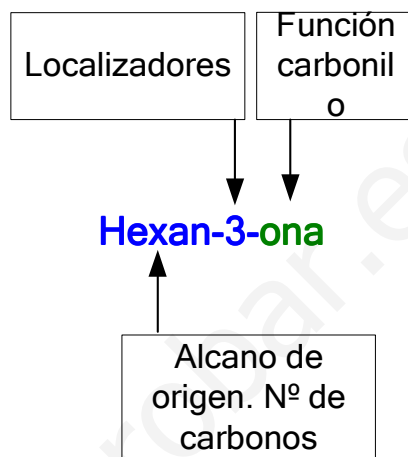 Localizadores
Función
carbonil
o
Hexan-3-ona
Alcano de
origen. Nº de
carbonos